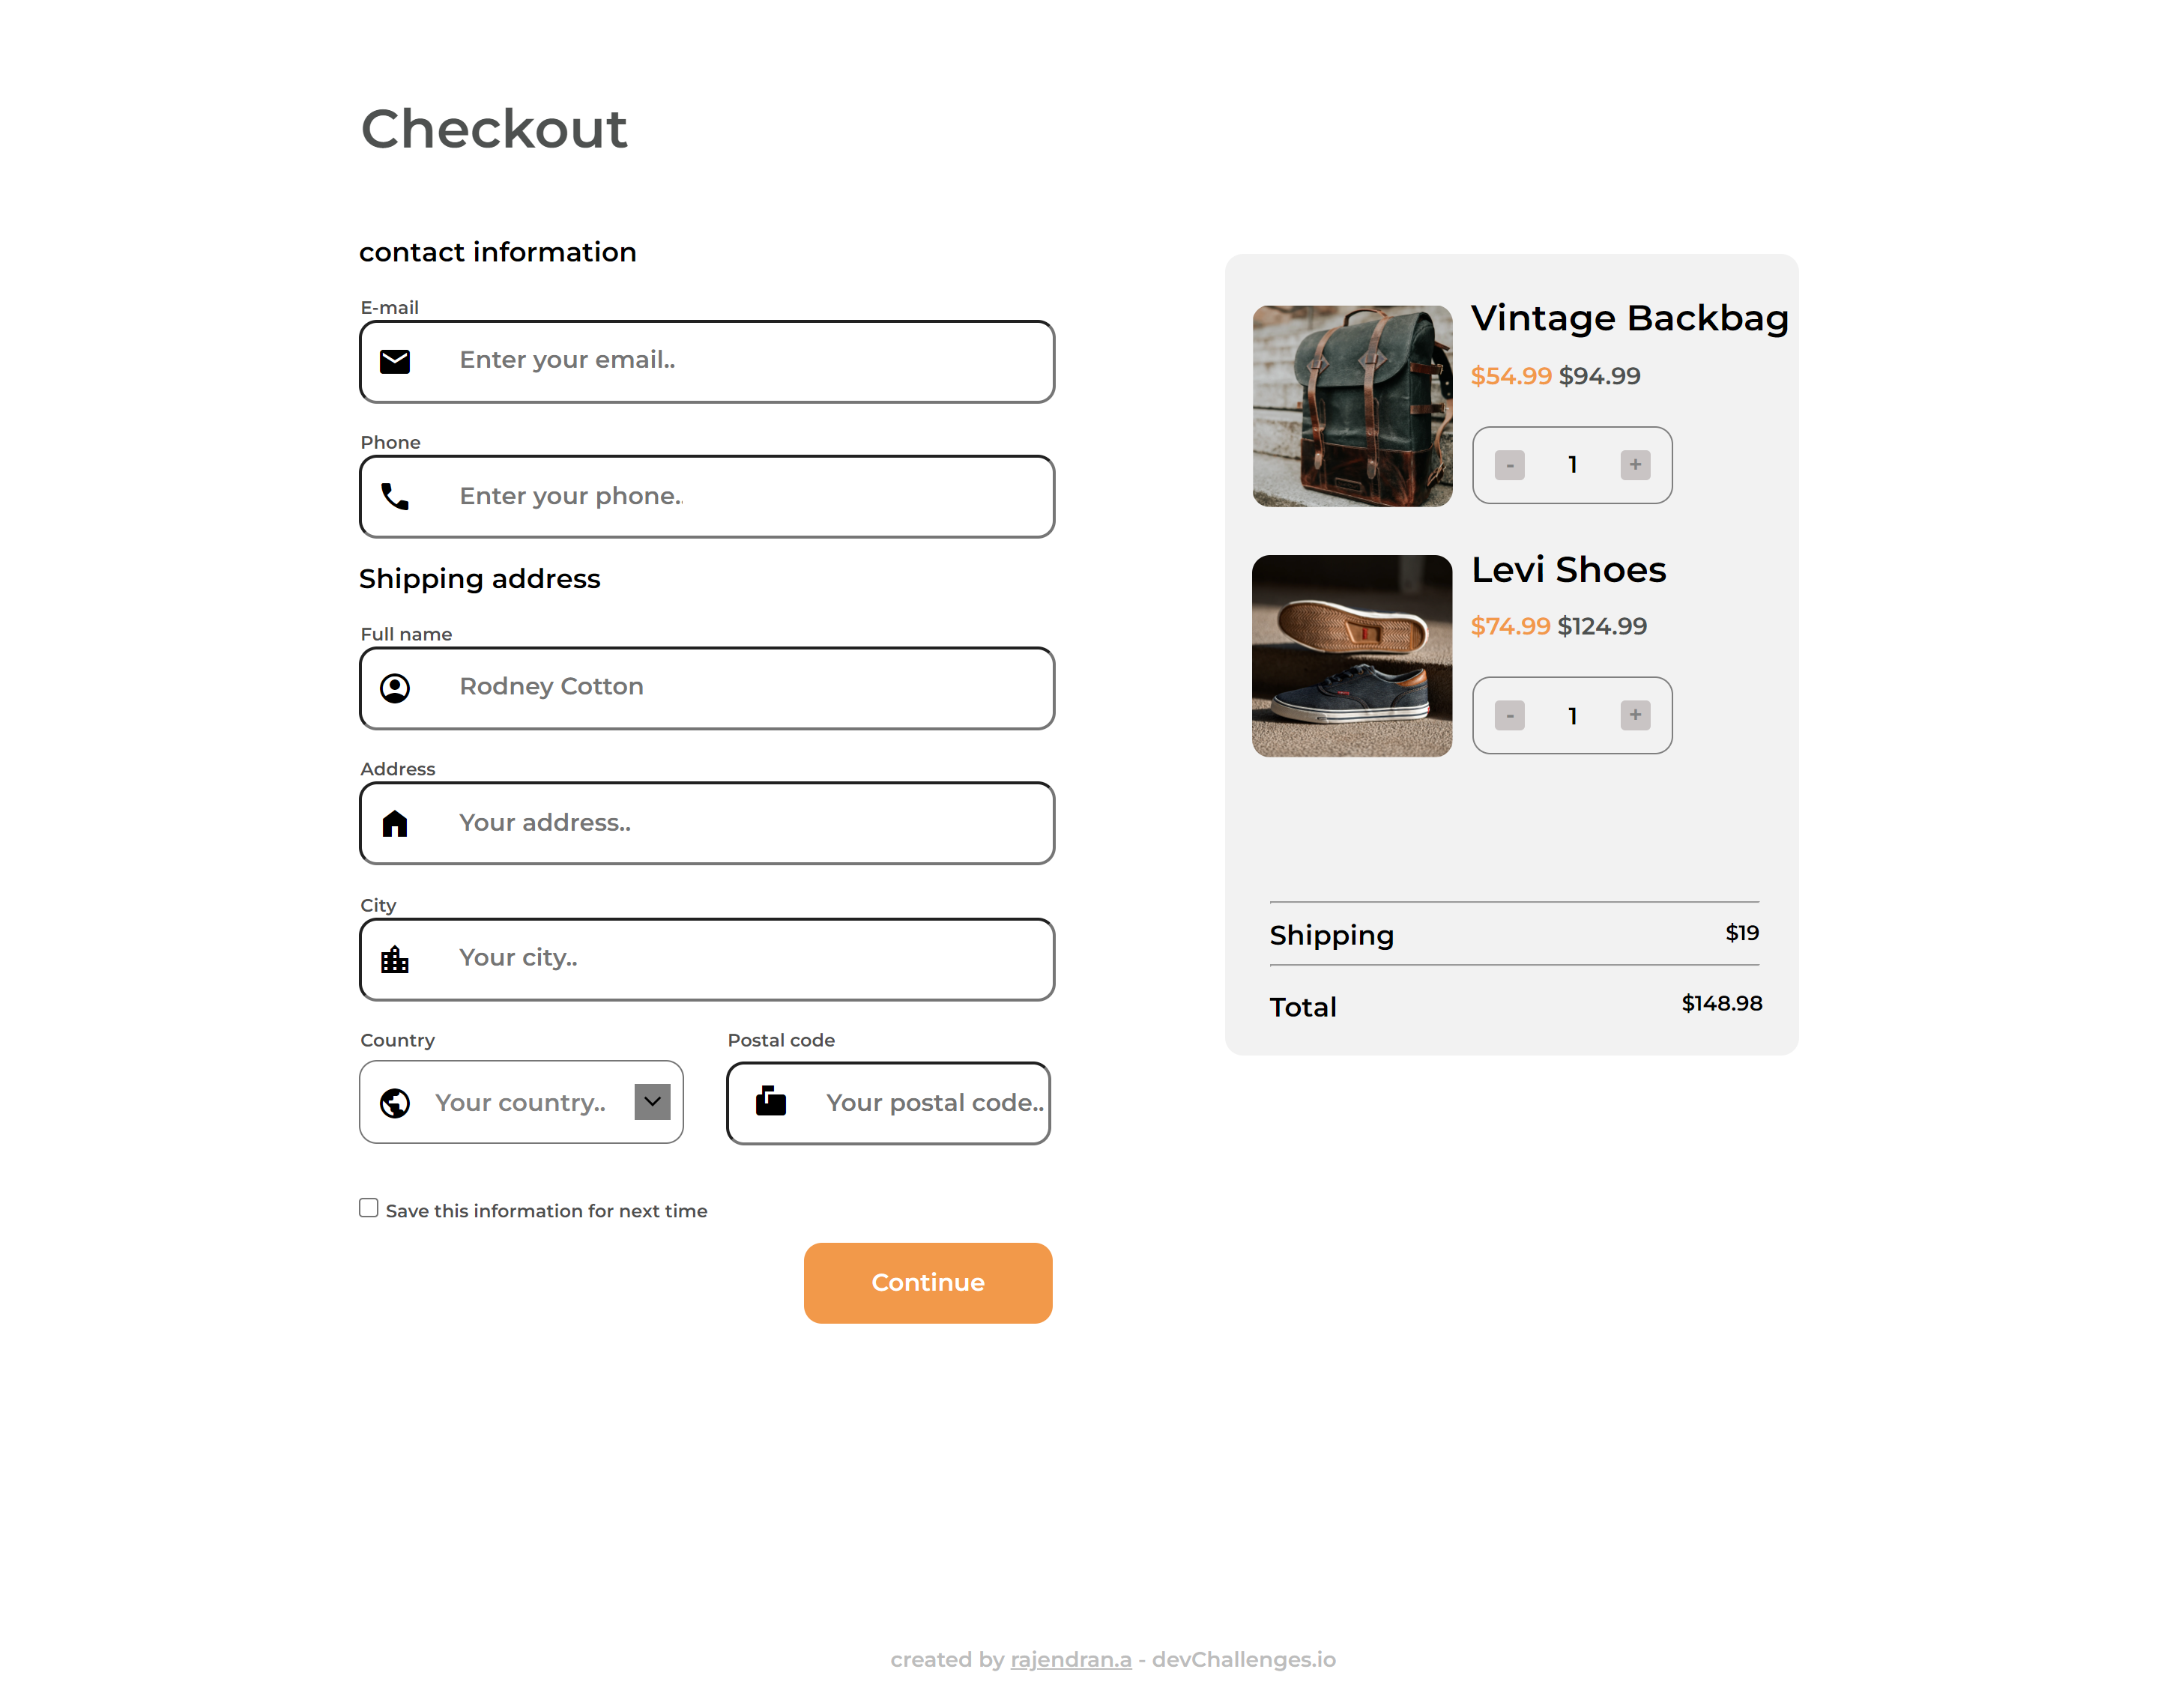 Checkout
contact information
E-mail
Enter your email..
Phone
Enter your phone..
Shipping address
Full name
Rodney Cotton
Address
Your address..
City
Your city..
Country
Postal code
Your country..
Your postal code..
Save this information for next time
Continue
Vintage Backbag
$54.99 $94.99
- 1 +
Levi Shoes
$74.99 $124.99
- 1 +
Shipping $19
Total $148.98
created by rajendran.a - devChallenges.io